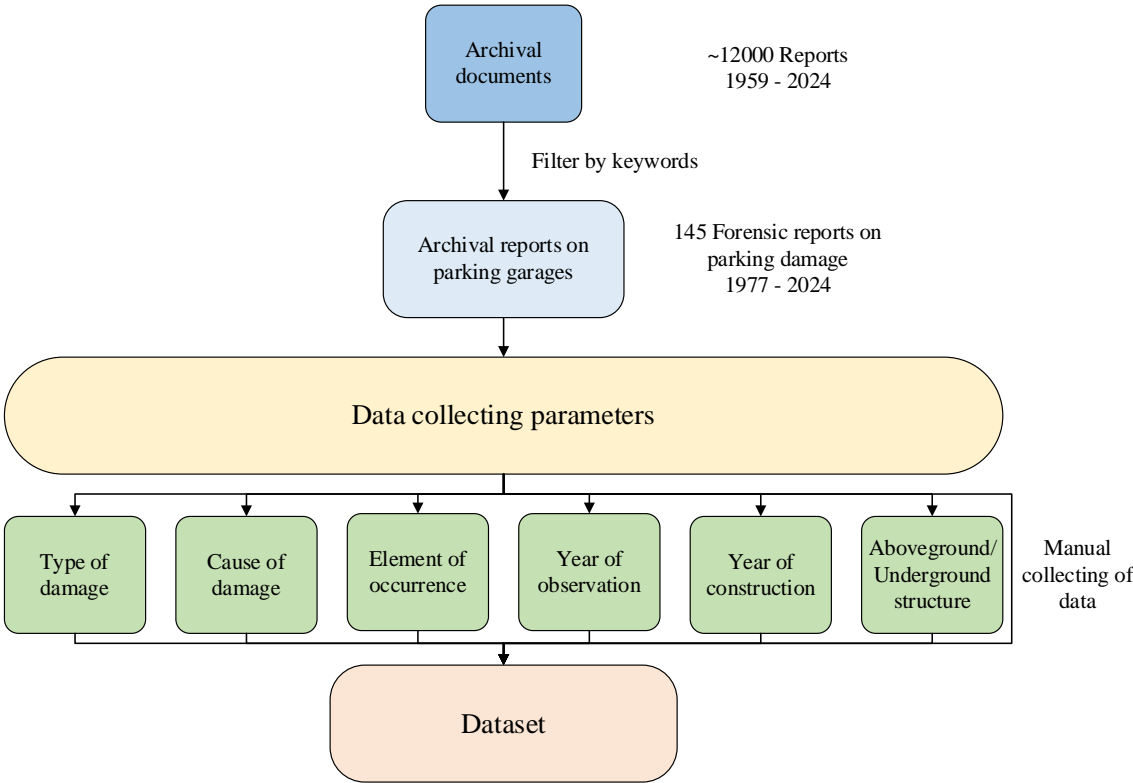 Archival
documents
~12000 Reports
1959 - 2024
Filter by keywords
Archival reports on
parking garages
145 Forensic reports on
parking damage
1977 - 2024
Data collecting parameters
Type of
damage
Cause of
damage
Element of
occurrence
Year of
observation
Year of
construction
Aboveground/
Underground
structure
Manual
collecting of
data
Dataset